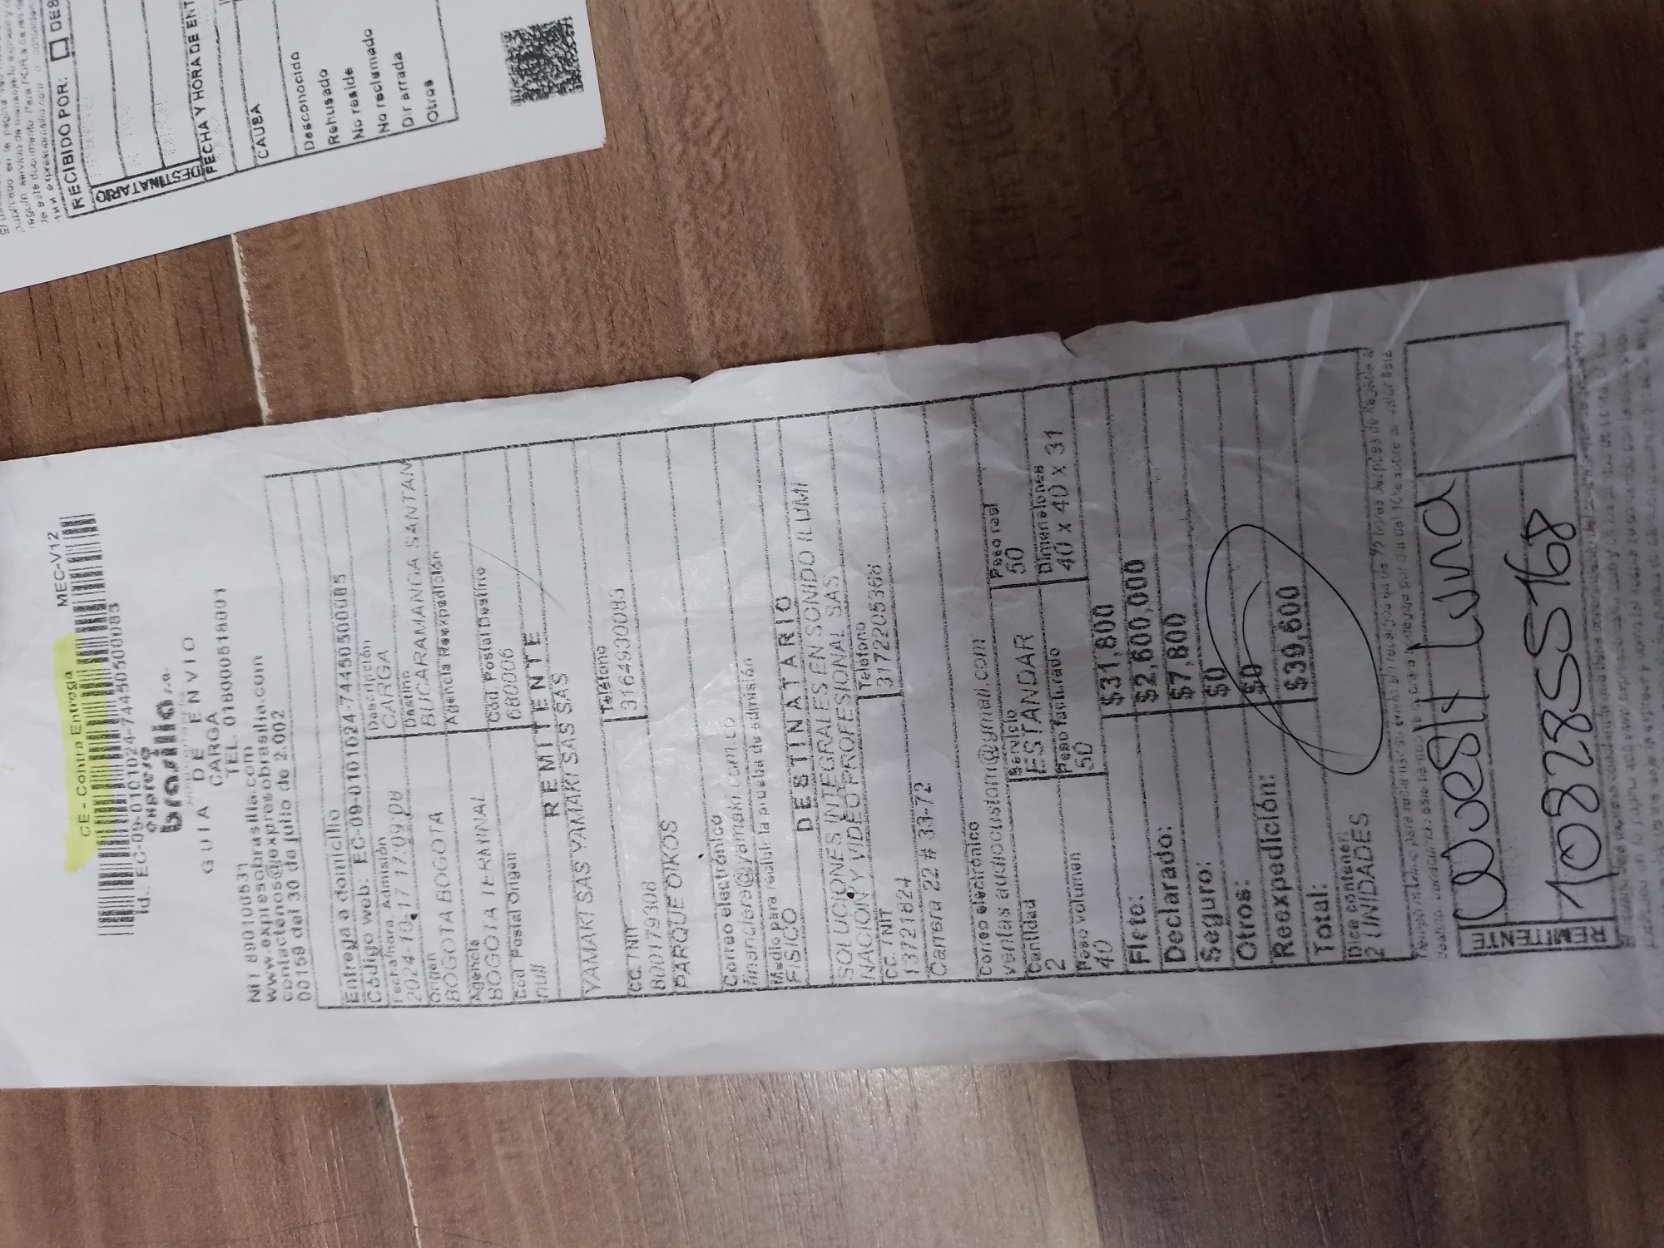 CE - Contra Entrega
MEC-V12
id.: EC-09-0101024-74450500083
expreso
brasilia s.a.
GUIA DE ENVIO
CARGA
TEL. 018000518001
NIT 890100531
www.expresobrasilia.com
contactenos@expresobrasilia.com
00159 del 30 de julio de 2.002
Entrega a domicilio
Código web: EC-09-0101024-7445050085
Fecha/hora Admisión
Descripción
2024-10-17 17:09:08
CARGA
Origen
Destino
BOGOTA BOGOTA
BUCARAMANGA SANTAN
Agencia
Agencia Reexpedición
BOGOTA TERMINAL
Cod Postal Origen
Cod Postal Destino
null
680006
REMITENTE
YAMAKI SAS YAMAKI SAS SAS
CC. / NIT
Teléfono
800179308
3164930083
PARQUE OIKOS
Correo electrónico
financiera@yamaki.com.co
Medio para recibir la prueba de admisión
FISICO
DESTINATARIO
SOLUCIONES INTEGRALES EN SONIDO ILUMI
NACION Y VIDEO PROFESIONAL SAS
CC. / NIT
Teléfono
13721824
3172205368
Carrera 22 # 33-72
Correo electrónico
ventas.audiocustom@gmail.com
Cantidad
Servicio
Peso real
2
ESTANDAR
50
Peso volumen
Peso facturado
Dimensiones
40
50
40 x 40 x 31
Flete:
$31,800
Declarado:
$2,600,000
Seguro:
$7,800
Otros:
$0
Reexpedición:
$0
Total:
$39,600
Dice contener
2 UNIDADES
REMITENTE
Wuesly Luna
1082855168
RECIBIDO POR:
DESTINATARIO
FECHA Y HORA DE ENT
CAUSA
Desconocido
Rehusado
No reside
No reclamado
Dir errada
Otros